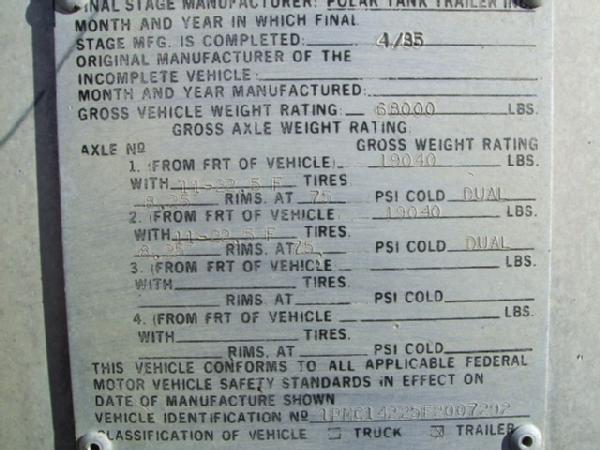 FINAL STAGE MANUFACTURER: POLAR TANK TRAILER INC.
MONTH AND YEAR IN WHICH FINAL
STAGE MFG. IS COMPLETED: 4/85
ORIGINAL MANUFACTURER OF THE
INCOMPLETE VEHICLE:
MONTH AND YEAR MANUFACTURED:
GROSS VEHICLE WEIGHT RATING: 68000 LBS.
GROSS AXLE WEIGHT RATING
AXLE NO GROSS WEIGHT RATING
1. (FROM FRT OF VEHICLE) 19040 LBS.
WITH 11-22.5 F TIRES.
8.25 RIMS. AT 75 PSI COLD DUAL
2. (FROM FRT OF VEHICLE 19040 LBS.
WITH 11-22.5 F TIRES.
8.25 RIMS. AT 75 PSI COLD DUAL
3. (FROM FRT OF VEHICLE LBS.
WITH TIRES.
RIMS. AT PSI COLD
4. (FROM FRT OF VEHICLE LBS.
WITH TIRES.
RIMS. AT PSI COLD
THIS VEHICLE CONFORMS TO ALL APPLICABLE FEDERAL
MOTOR VEHICLE SAFETY STANDARDS IN EFFECT ON
DATE OF MANUFACTURE SHOWN
VEHICLE IDENTIFICATION NO
CLASSIFICATION OF VEHICLE TRUCK TRAILER